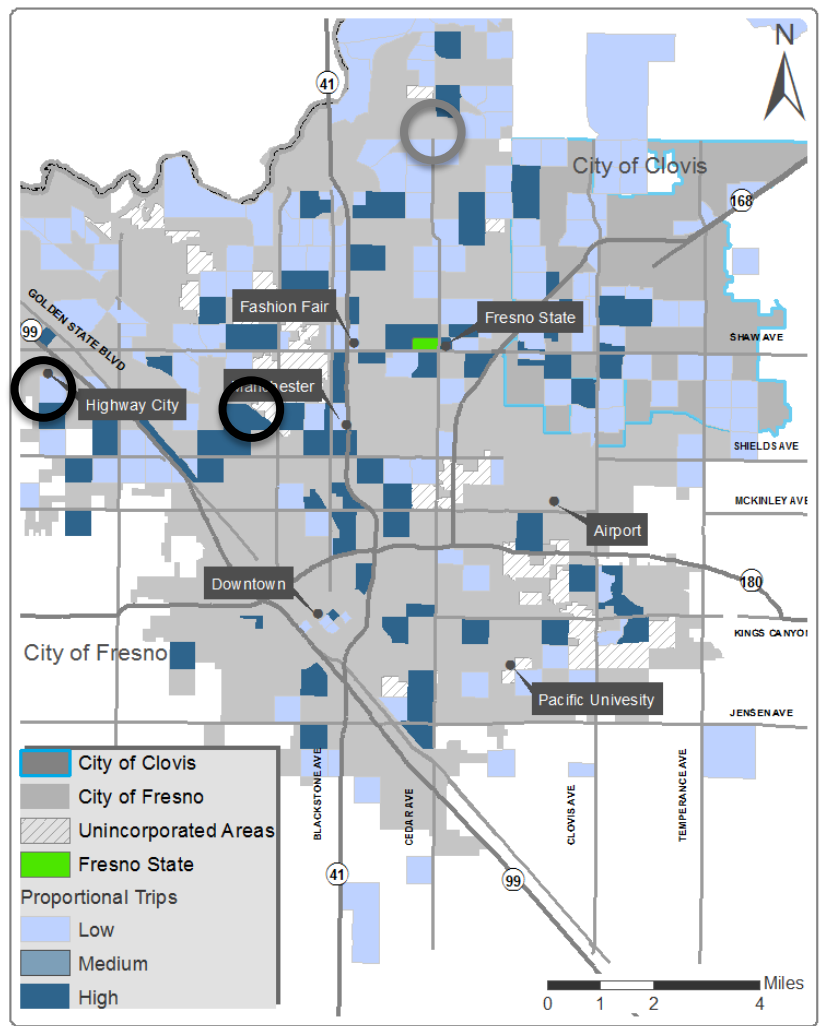 N
41
City of Clovis
168
GOLDEN STATE BLVD
99
Fashion Fair
Fresno State
SHAW AVE
Manchester
Highway City
SHIELDS AVE
MCKINLEY AVE
Airport
Downtown
180
KINGS CANYON
City of Fresno
Pacific Univesity
JENSEN AVE
BLACKSTONE AVE
CEDAR AVE
CLOVIS AVE
TEMPERANCE AVE
41
99
City of Clovis
City of Fresno
Unincorporated Areas
Fresno State
Proportional Trips
Low
Medium
High
Miles
0 1 2 4